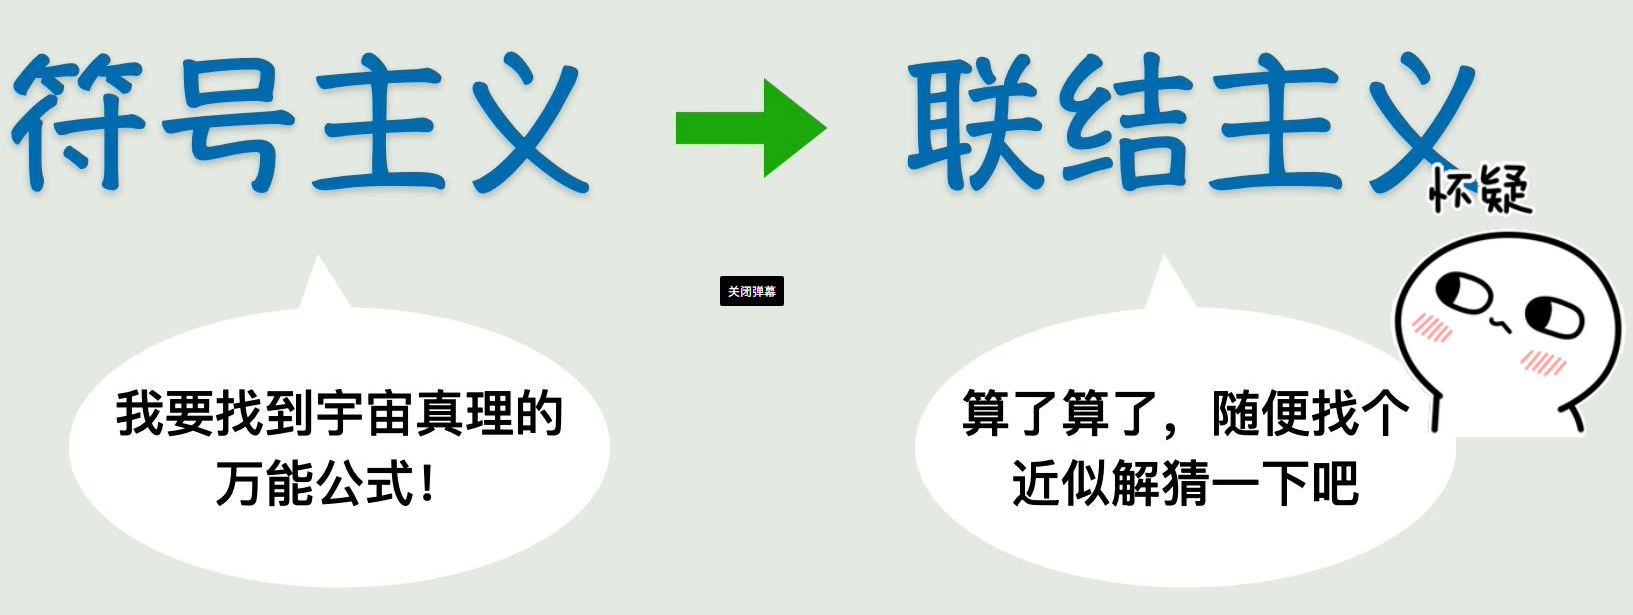 符号主义
联结主义
怀疑
关闭弹幕
我要找到宇宙真理的
万能公式！
算了算了，随便找个
近似解猜一下吧